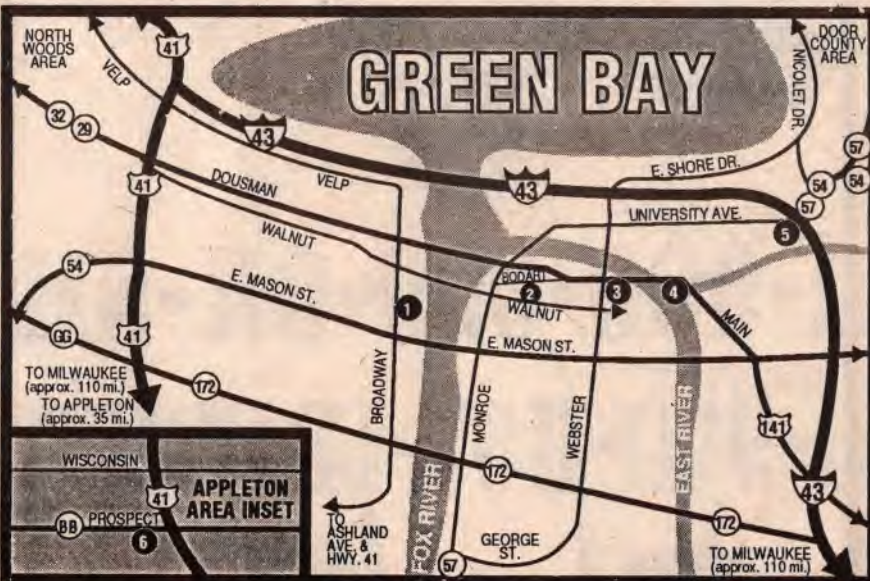 NORTH
WOODS
AREA
41
VELP
GREEN BAY
NICOLET DR.
DOOR
COUNTY
AREA
32
29
43
57
54
54
57
E. SHORE DR.
41
DOUSMAN
VELP
43
UNIVERSITY AVE.
5
WALNUT
54
E. MASON ST.
BODART
1
2
3
4
WALNUT
MAIN
GG
41
E. MASON ST.
TO MILWAUKEE
(approx. 110 mi.)
TO APPLETON
(approx. 35 mi.)
172
BROADWAY
MONROE
WEBSTER
EAST RIVER
141
WISCONSIN
41
APPLETON
AREA INSET
BB
PROSPECT
6
FOX RIVER
172
43
TO
ASHLAND
AVE. &
HWY. 41
GEORGE
ST.
57
172
TO MILWAUKEE
(approx. 110 mi.)